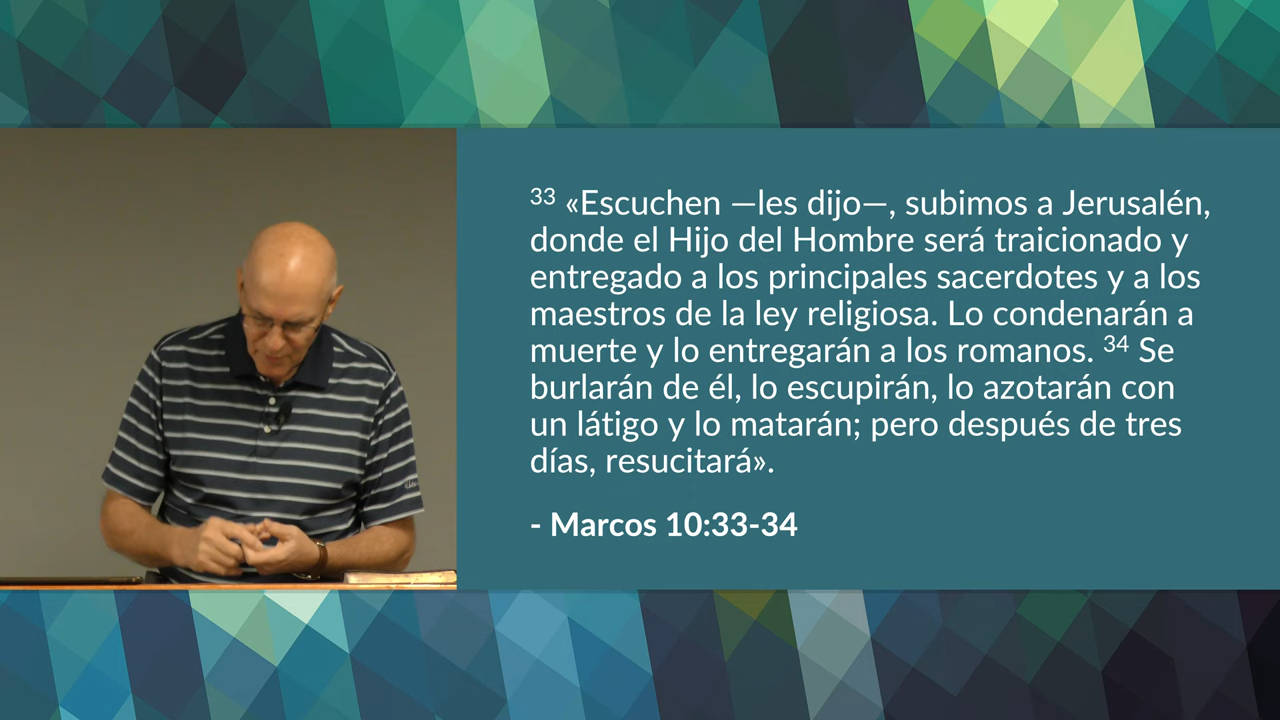 33 «Escuchen —les dijo—, subimos a Jerusalén,
donde el Hijo del Hombre será traicionado y
entregado a los principales sacerdotes y a los
maestros de la ley religiosa. Lo condenarán a
muerte y lo entregarán a los romanos. 34 Se
burlarán de él, lo escupirán, lo azotarán con
un látigo y lo matarán; pero después de tres
días, resucitará».
- Marcos 10:33-34